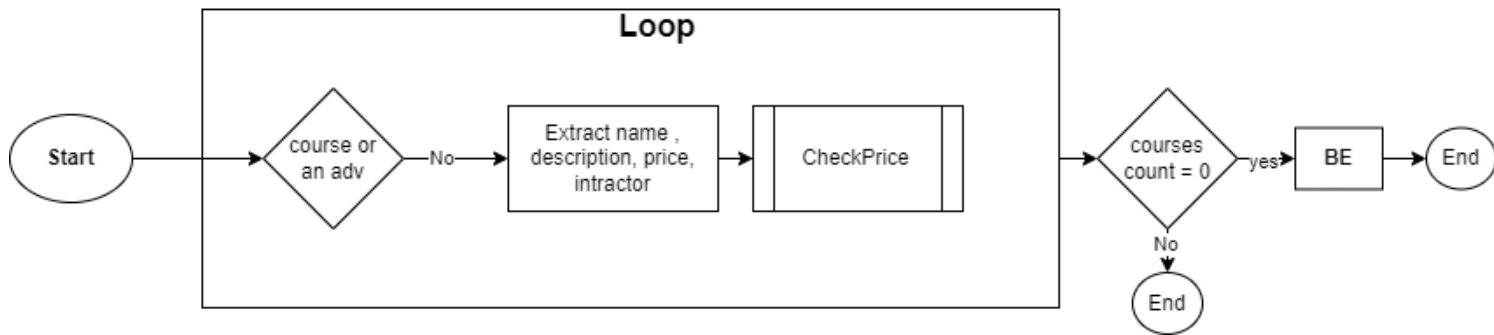 Loop
Start
course or
an adv
No
Extract name ,
description, price,
intractor
CheckPrice
courses
count = 0
yes
BE
End
No
End